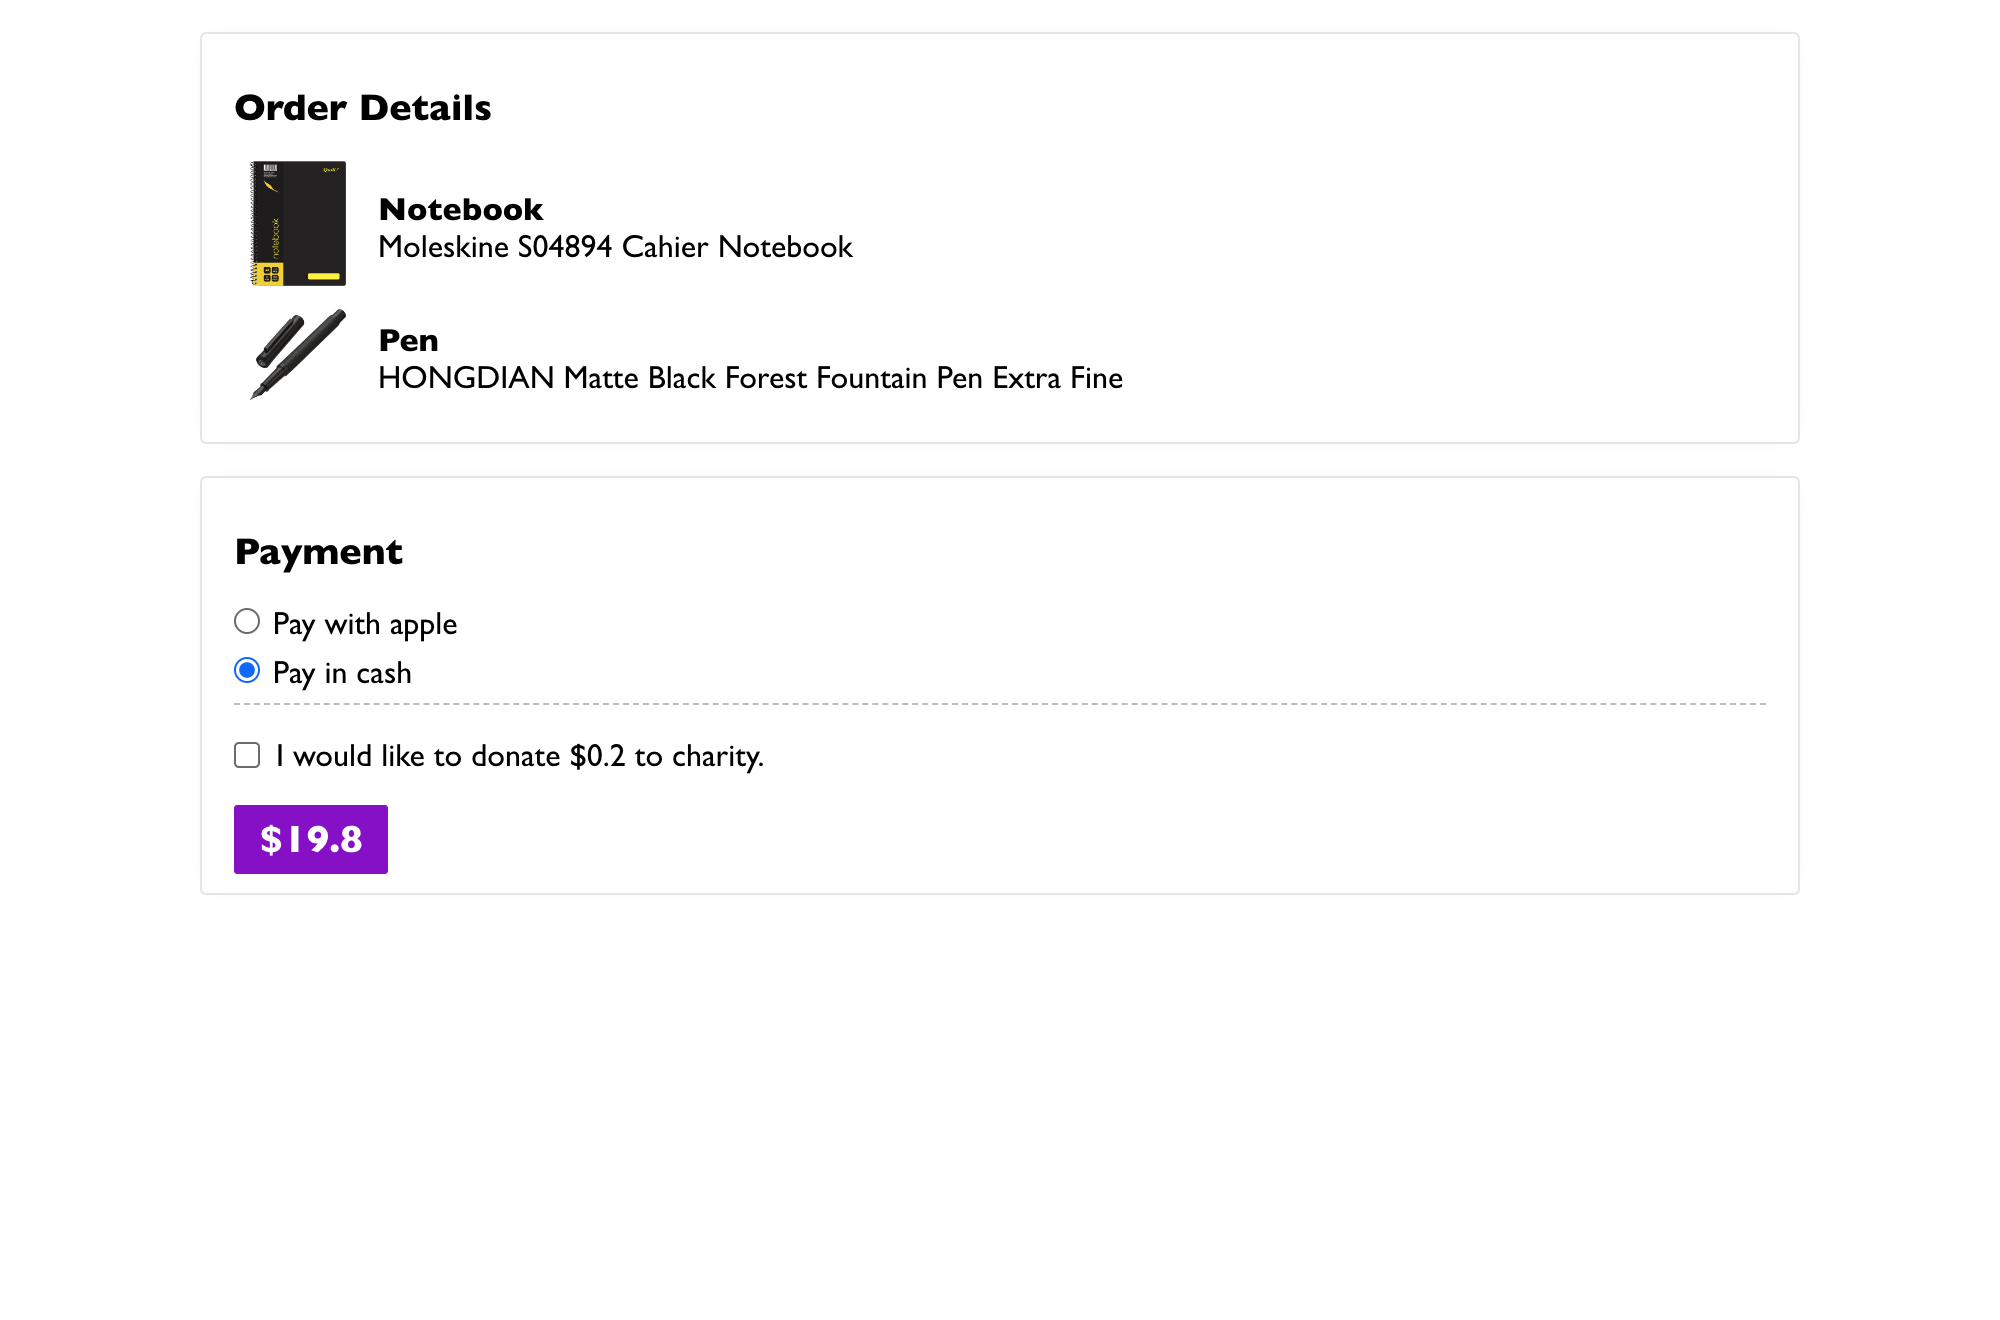 Order Details
notebook
Notebook
Moleskine S04894 Cahier Notebook
Pen
HONGDIAN Matte Black Forest Fountain Pen Extra Fine
Payment
Pay with apple
Pay in cash
I would like to donate $0.2 to charity.
$19.8